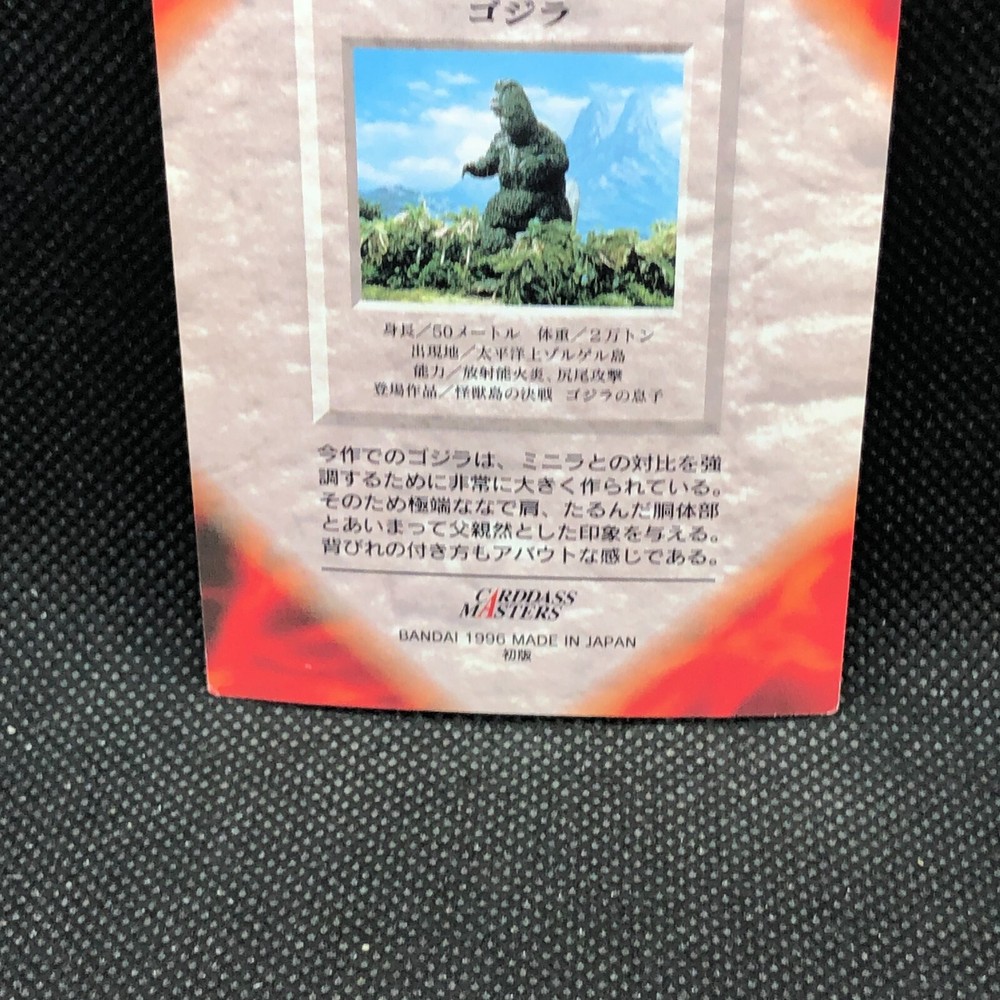 ゴジラ
身長/50メートル 体重/2万トン
出現地/太平洋上ゾルゲル島
能力/放射能火炎、尻尾攻撃
登場作品/怪獣島の決戦 ゴジラの息子
今作でのゴジラは、ミニラとの対比を強
調するために非常に大きく作られている。
そのため極端ななで肩、たるんだ胴体部
とあいまって父親然とした印象を与える。
背びれの付き方もアバウトな感じである。
CARDDASS
MASTERS
BANDAI 1996 MADE IN JAPAN
初版